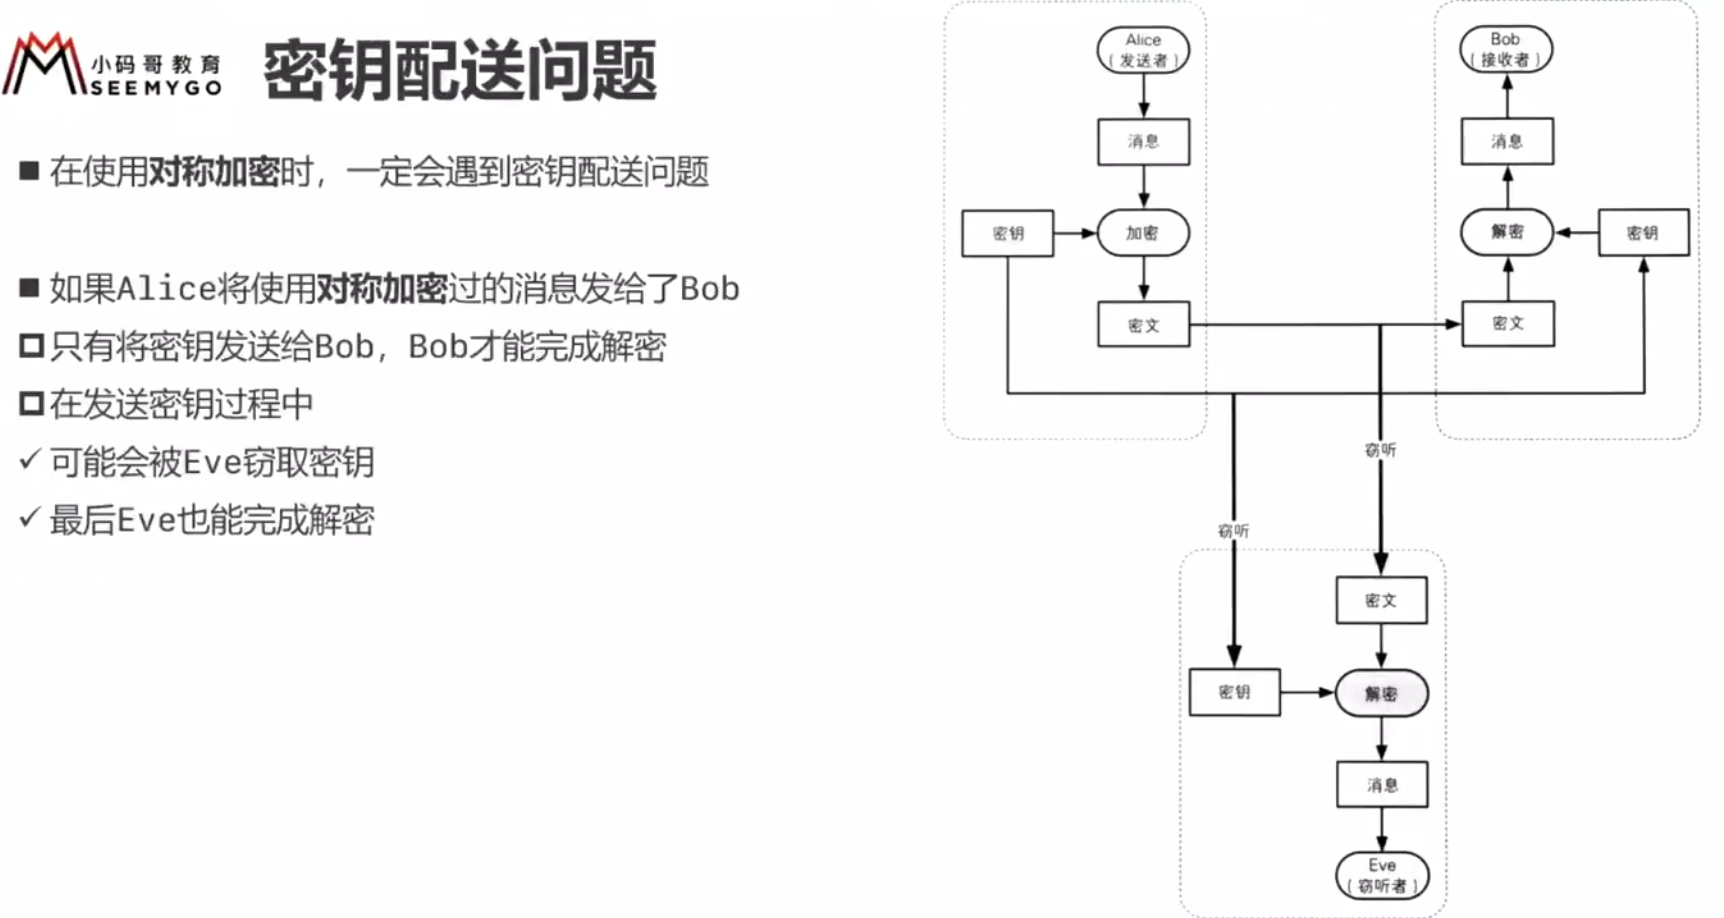 小码哥教育
SEEMYGO
密钥配送问题
■ 在使用对称加密时，一定会遇到密钥配送问题
■ 如果Alice将使用对称加密过的消息发给了Bob
只有将密钥发送给Bob，Bob才能完成解密
在发送密钥过程中
✓ 可能会被Eve窃取密钥
✓ 最后Eve也能完成解密
Alice
（发送者）
消息
密钥
加密
密文
Bob
（接收者）
消息
解密
密钥
密文
窃听
窃听
密文
密钥
解密
消息
Eve
（窃听者）